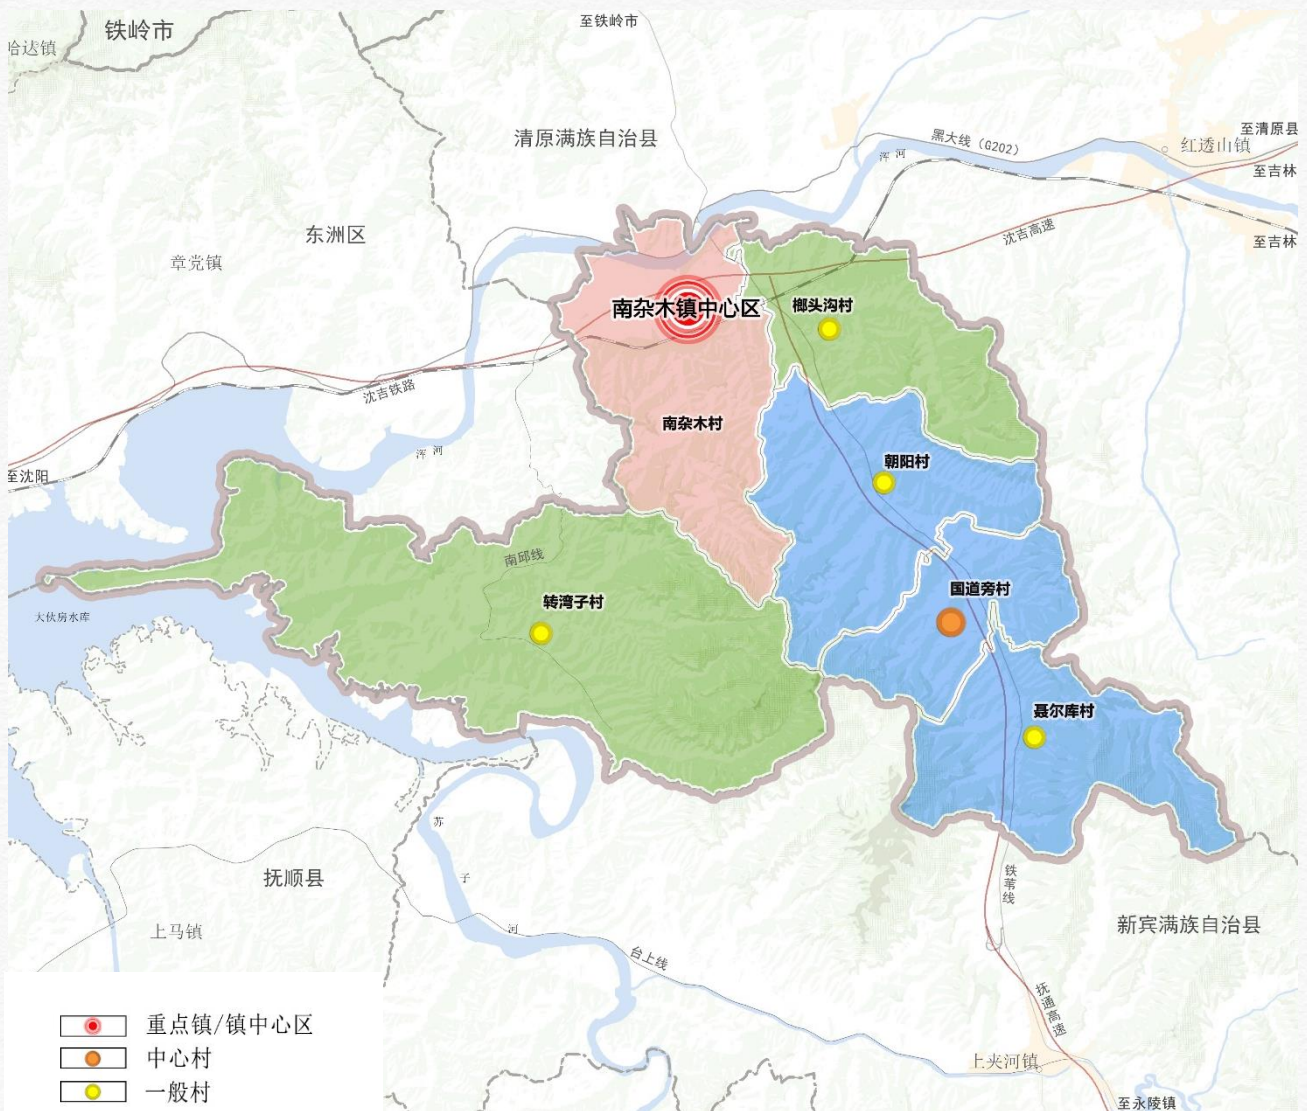 铁岭市
至铁岭市
哈达镇
清原满族自治县
黑大线（G202）
浑 河
至清原县
红透山镇
至吉林
沈吉高速
至吉林
东洲区
章党镇
南杂木镇中心区
榔头沟村
沈吉铁路
南杂木村
浑 河
朝阳村
至沈阳
南邱线
国道旁村
转湾子村
大伙房水库
聂尔库村
苏
子
河
抚顺县
铁苇线
上马镇
新宾满族自治县
台上线
抚通高速
上夹河镇
至永陵镇
重点镇/镇中心区
中心村
一般村